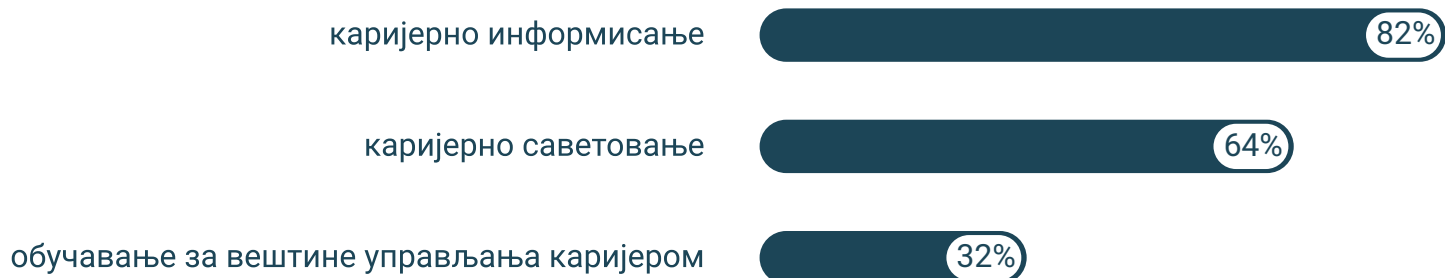 каријерно информисање 82%
каријерно саветовање 64%
обучавање за вештине управљања каријером 32%